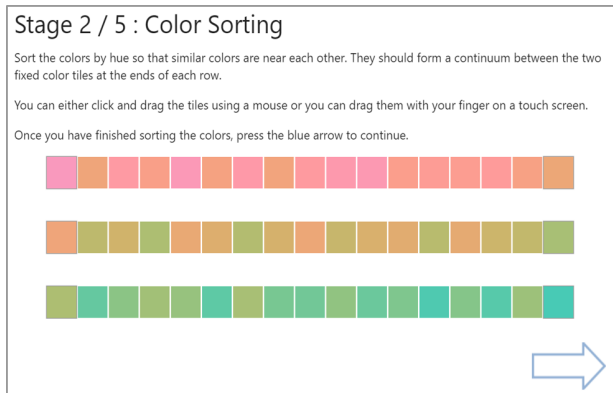 Stage 2 / 5 : Color Sorting
Sort the colors by hue so that similar colors are near each other. They should form a continuum between the two
fixed color tiles at the ends of each row.
You can either click and drag the tiles using a mouse or you can drag them with your finger on a touch screen.
Once you have finished sorting the colors, press the blue arrow to continue.